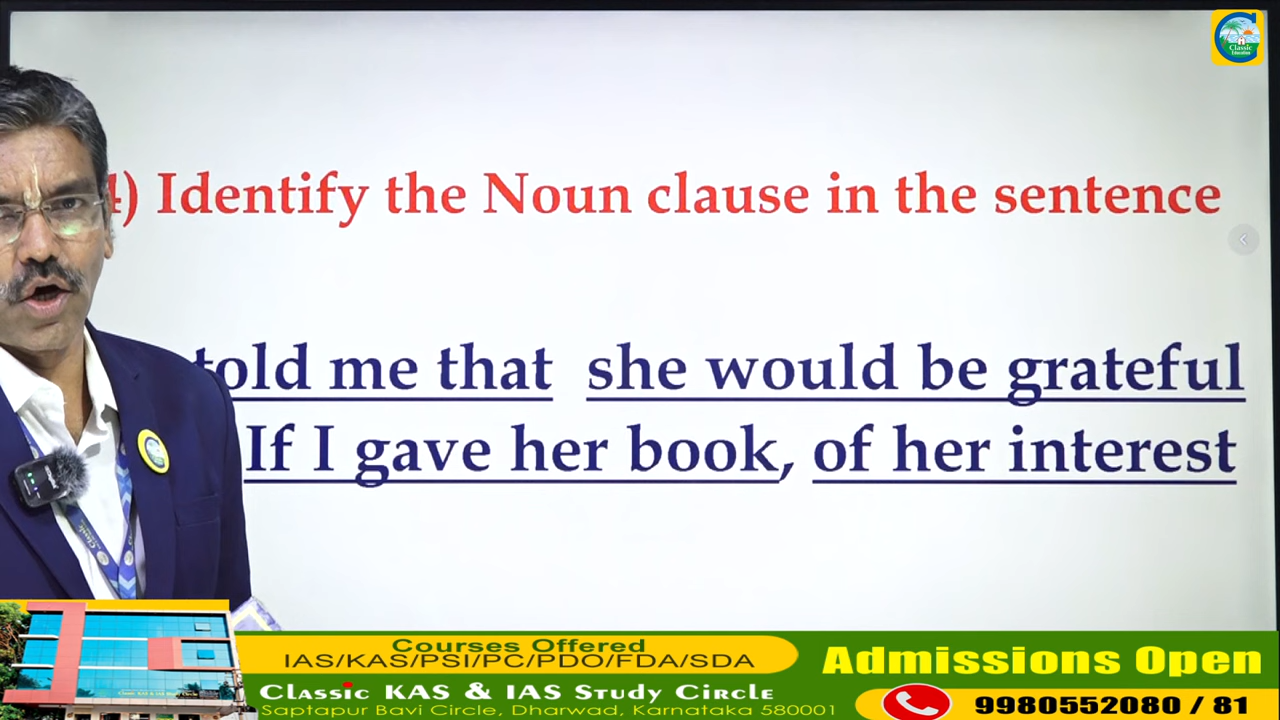 Classic
Education
4) Identify the Noun clause in the sentence
told me that she would be grateful
If I gave her book, of her interest
Courses Offered
IAS/KAS/PSI/PC/PDO/FDA/SDA
Classic KAS & IAS Study Circle
Saptapur Bavi Circle, Dharwad, Karnataka 580001
Admissions Open
9980552080 / 81